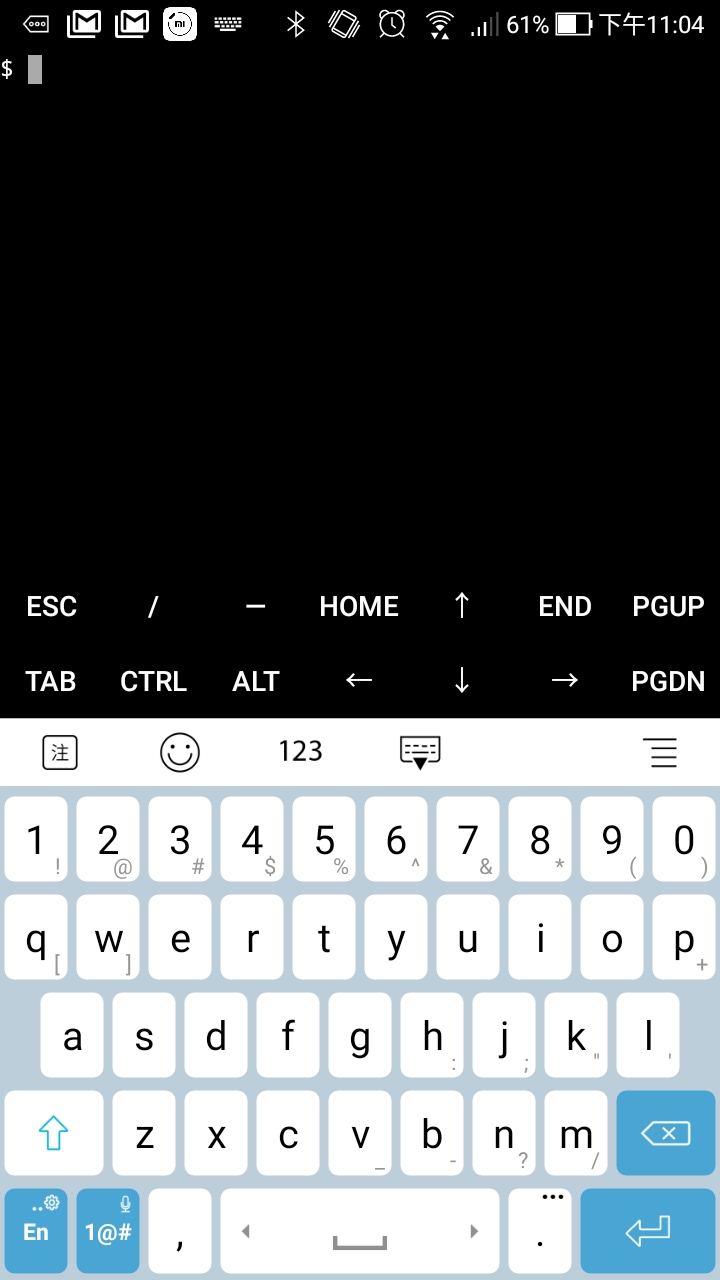 61% 下午11:04
$
ESC / — HOME ↑ END PGUP
TAB CTRL ALT ← ↓ → PGDN
注 123
1 ! 2 @ 3 # 4 $ 5 % 6 ^ 7 & 8 * 9 ( 0 )
q [ w ] e r t y u i o p +
a s d f g h : j ; k " l '
z x c v _ b - n ? m /
En 1@# , . •••